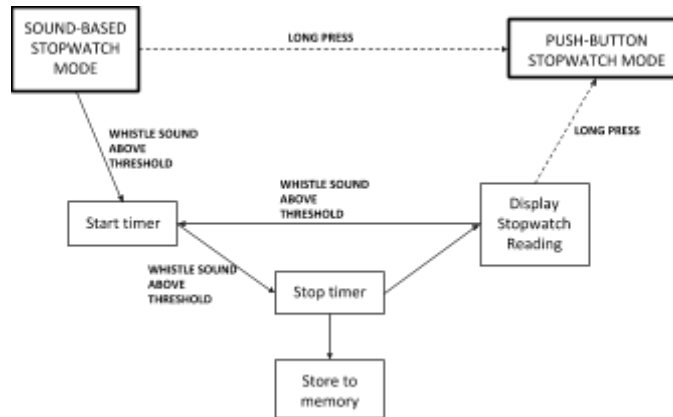 SOUND-BASED
STOPWATCH
MODE
LONG PRESS
PUSH-BUTTON
STOPWATCH MODE
WHISTLE SOUND
ABOVE
THRESHOLD
LONG PRESS
WHISTLE SOUND
ABOVE
THRESHOLD
Start timer
Display
Stopwatch
Reading
WHISTLE SOUND
ABOVE
THRESHOLD
Stop timer
Store to
memory